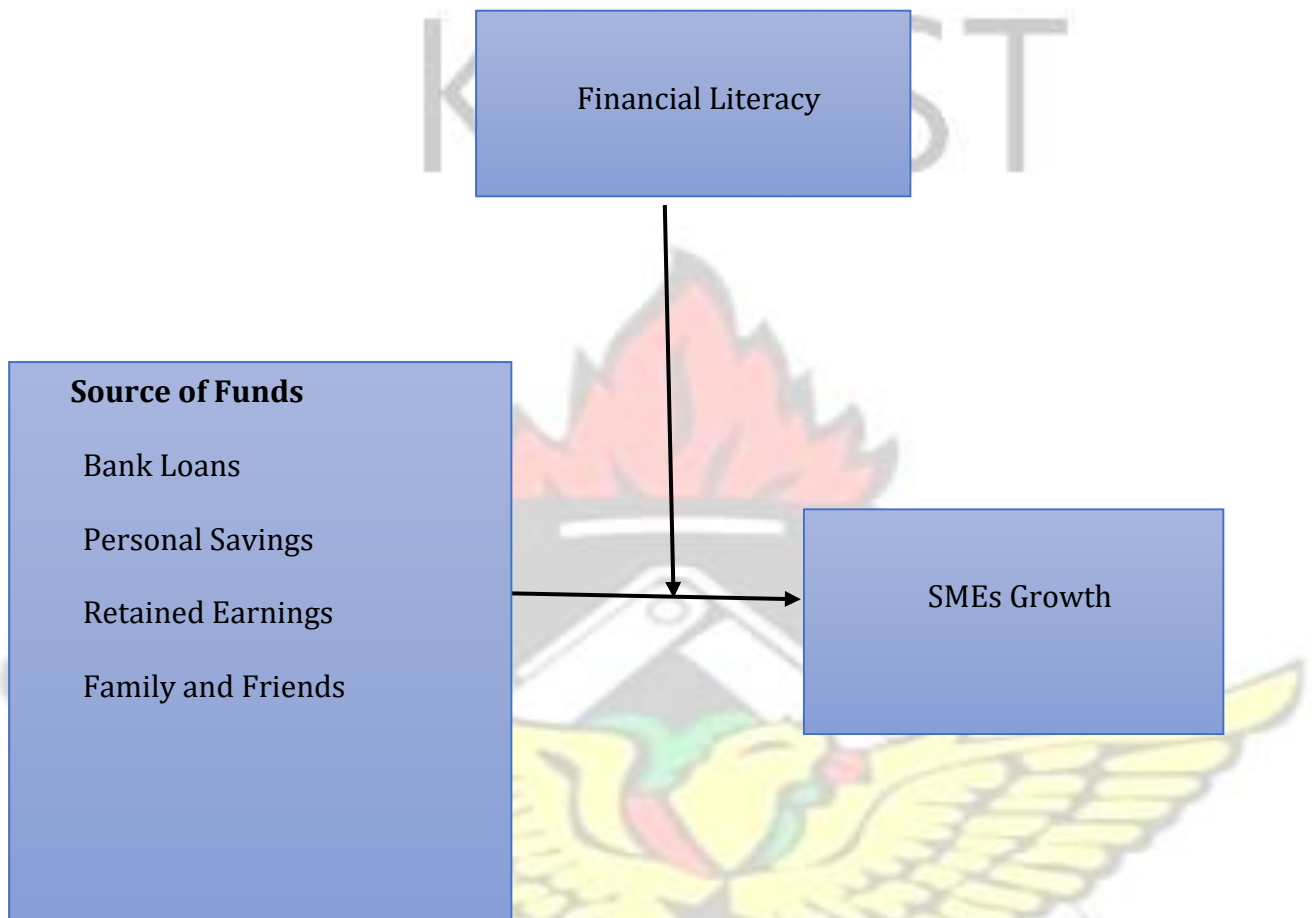 Financial Literacy
Source of Funds
Bank Loans
Personal Savings
Retained Earnings
Family and Friends
SMEs Growth